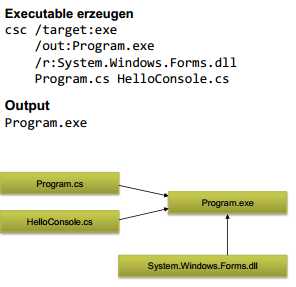 Executable erzeugen
csc /target:exe
/out:Program.exe
/r:System.Windows.Forms.dll
Program.cs HelloConsole.cs
Output
Program.exe
Program.cs
Program.exe
HelloConsole.cs
System.Windows.Forms.dll